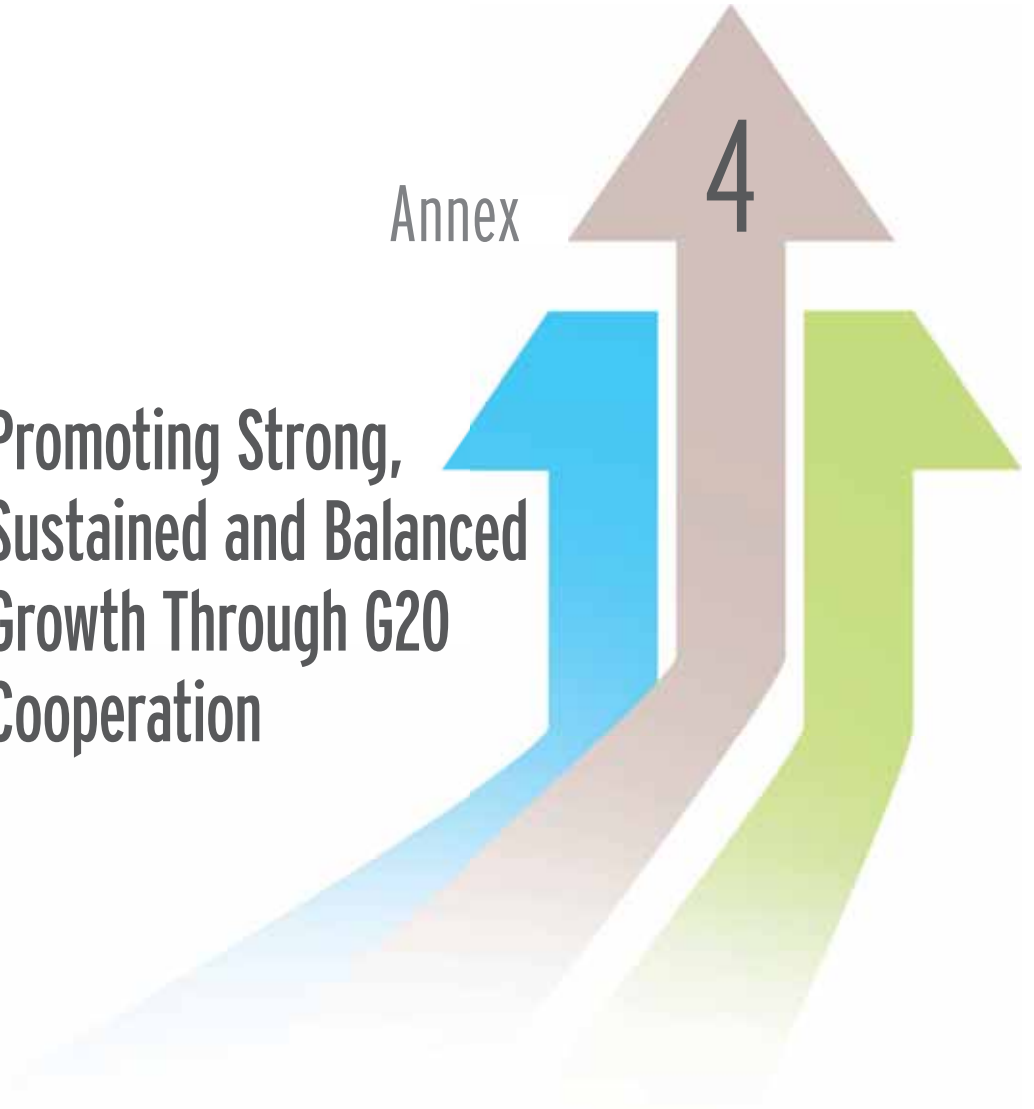 Annex 4
Promoting Strong,
Sustained and Balanced
Growth Through G20
Cooperation